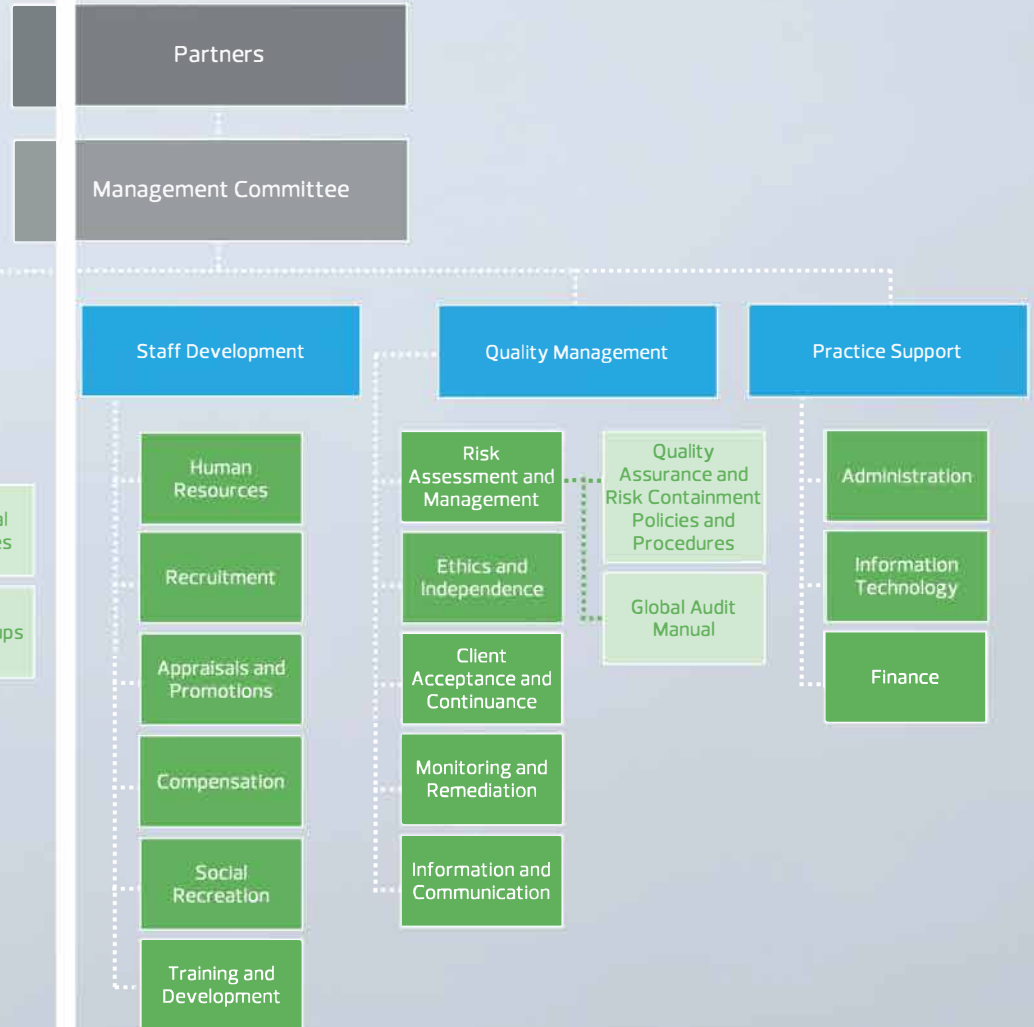 Partners
Management Committee
Staff Development
Quality Management
Practice Support
Human
Resources
Recruitment
Appraisals and
Promotions
Compensation
Social
Recreation
Training and
Development
Risk
Assessment and
Management
Ethics and
Independence
Client
Acceptance and
Continuance
Monitoring and
Remediation
Information and
Communication
Quality
Assurance and
Risk Containment
Policies and
Procedures
Global Audit
Manual
Administration
Information
Technology
Finance